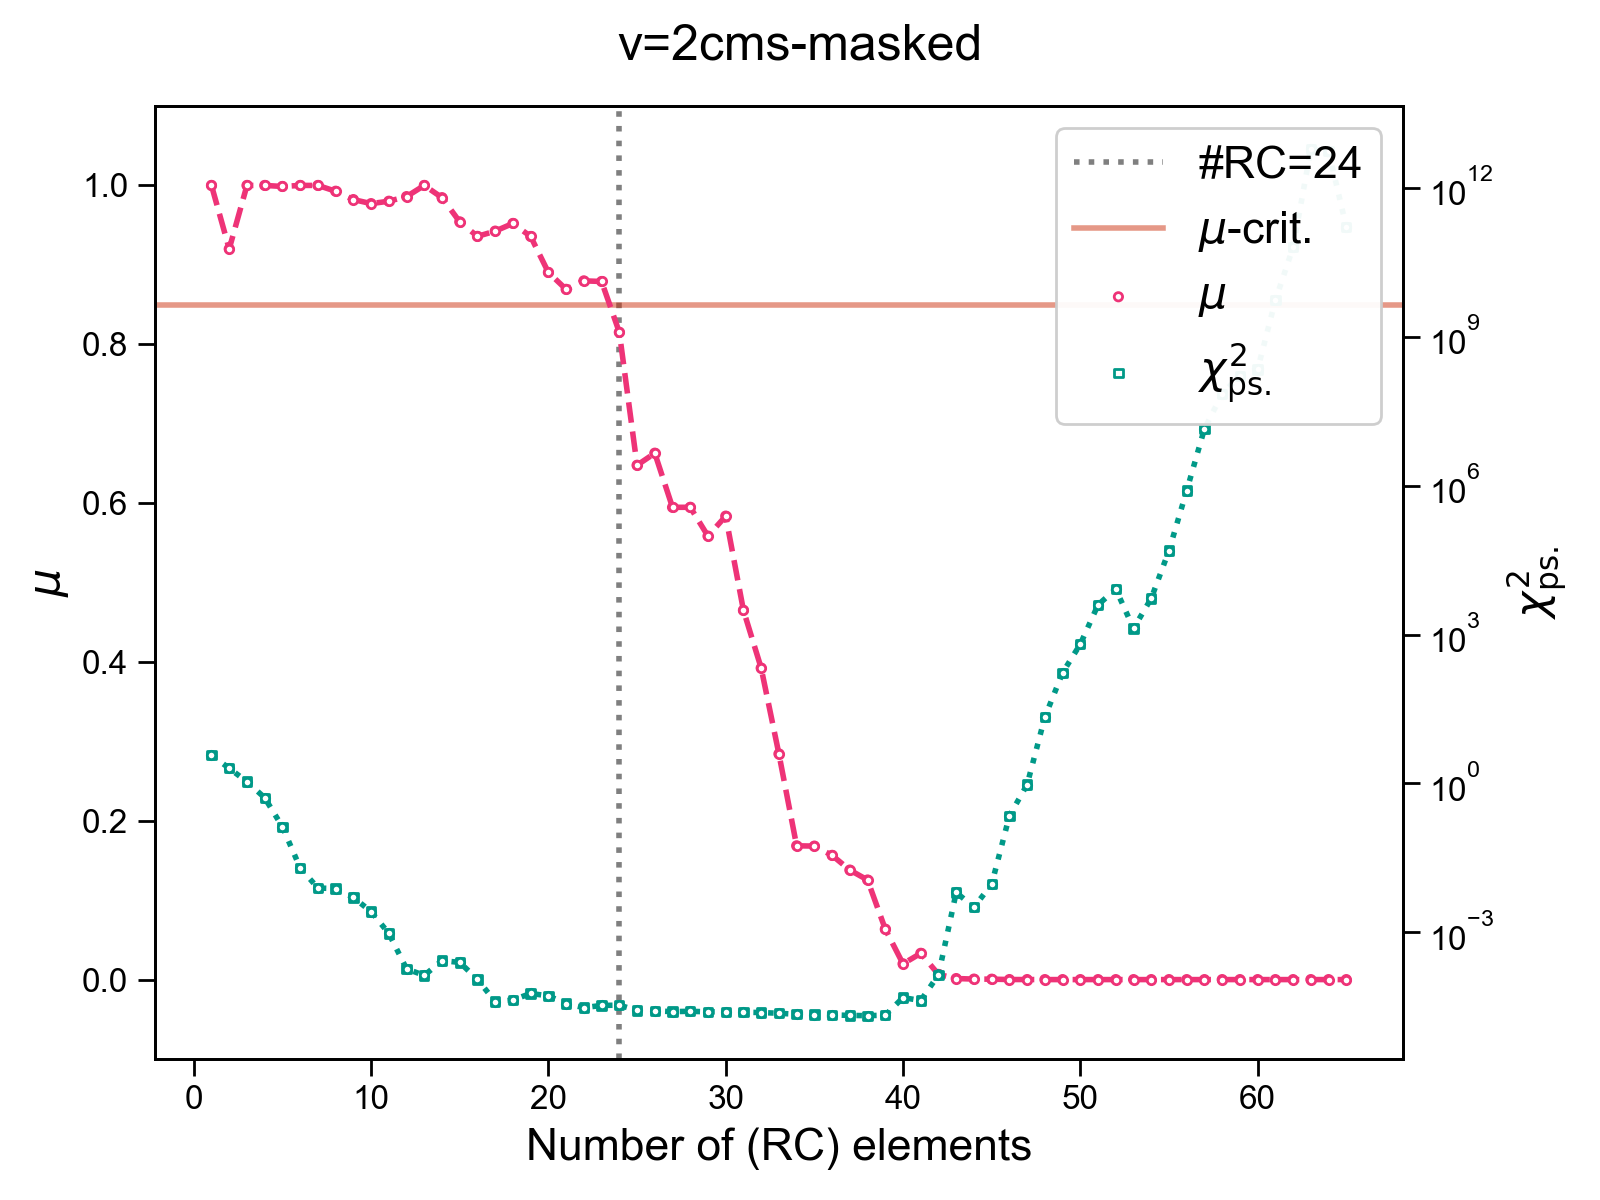 v=2cms-masked
#RC=24
μ-crit.
μ
χ²ps.
1.0
0.8
0.6
0.4
0.2
0.0
μ
10¹²
10⁹
10⁶
10³
10⁰
10⁻³
χ²ps.
0 10 20 30 40 50 60
Number of (RC) elements